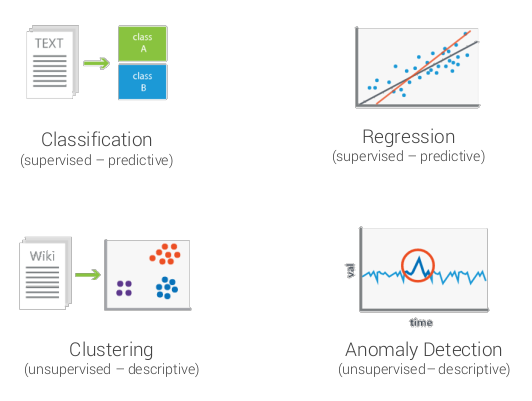 TEXT
class
A
class
B
Classification
(supervised – predictive)
Regression
(supervised – predictive)
Wiki
Clustering
(unsupervised – descriptive)
val
time
Anomaly Detection
(unsupervised– descriptive)